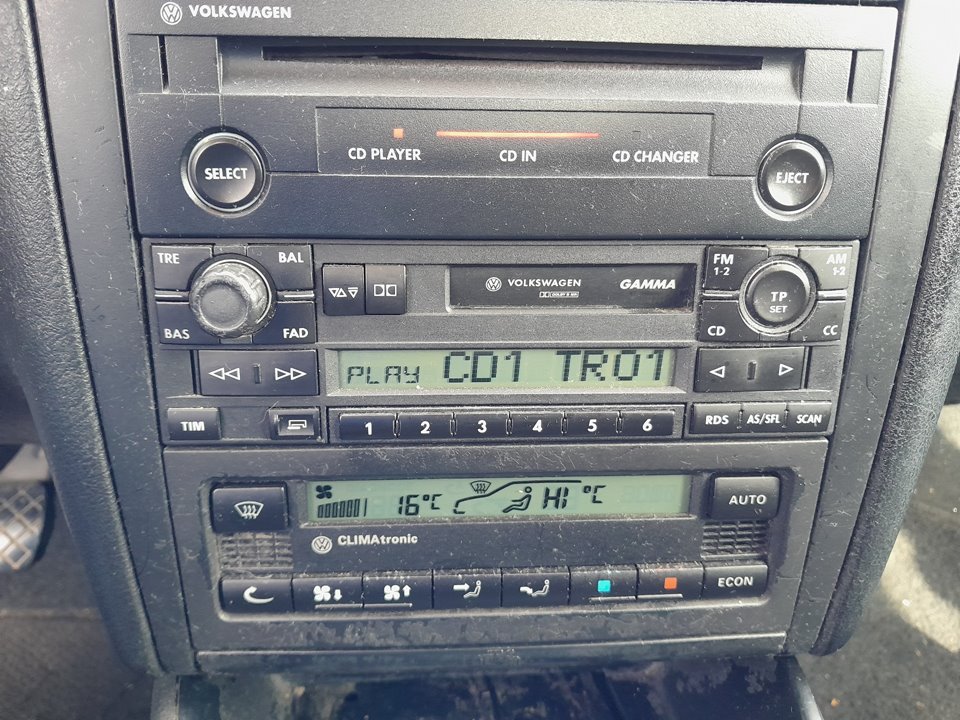 VOLKSWAGEN
CD PLAYER CD IN CD CHANGER
SELECT EJECT
TRE BAL FM 1-2 AM 1-2
VOLKSWAGEN GAMMA
DOLBY B NR
TP SET
BAS FAD CD CC
PLAY CD1 TR01
TIM 1 2 3 4 5 6 RDS AS/SFL SCAN
16°C HI °C
AUTO
CLIMAtronic
ECON